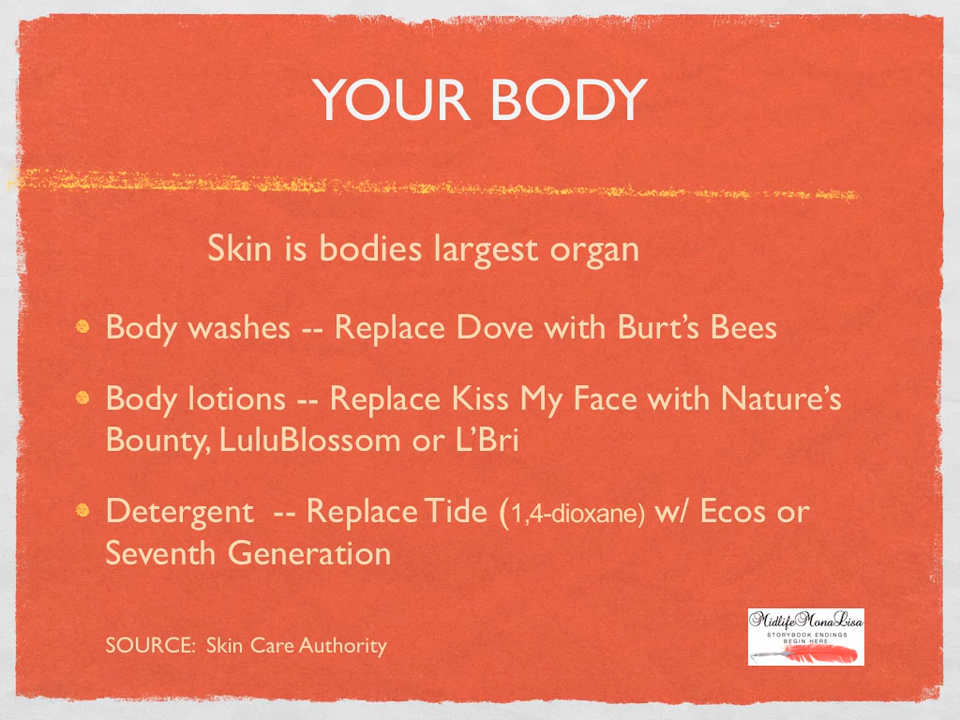 YOUR BODY
Skin is bodies largest organ
Body washes -- Replace Dove with Burt's Bees
Body lotions -- Replace Kiss My Face with Nature's
Bounty, LuluBlossom or L'Bri
Detergent -- Replace Tide (1,4-dioxane) w/ Ecos or
Seventh Generation
SOURCE: Skin Care Authority
MidlifeMonaLisa
STORYBOOK ENDINGS
BEGIN HERE.